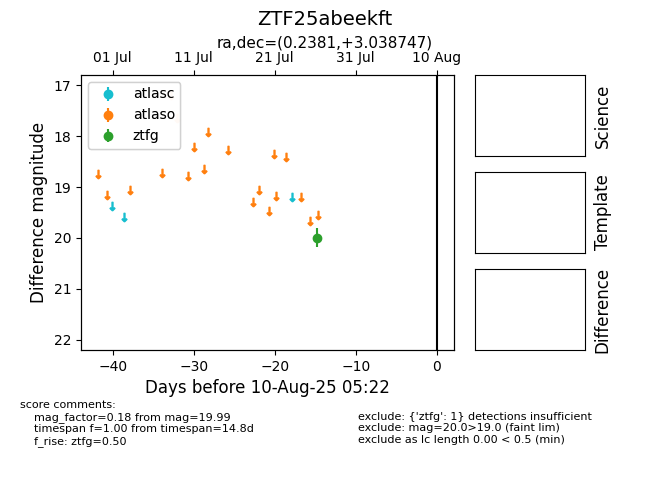 ZTF25abeekft
ra,dec=(0.2381,+3.038747)
01 Jul 11 Jul 21 Jul 31 Jul 10 Aug
atlasc
atlaso
ztfg
17
18
19
20
21
22
Difference magnitude
−40 −30 −20 −10 0
Days before 10-Aug-25 05:22
Science
Template
Difference
score comments:
mag_factor=0.18 from mag=19.99
timespan f=1.00 from timespan=14.8d
f_rise: ztfg=0.50
exclude: {'ztfg': 1} detections insufficient
exclude: mag=20.0>19.0 (faint lim)
exclude as lc length 0.00 < 0.5 (min)